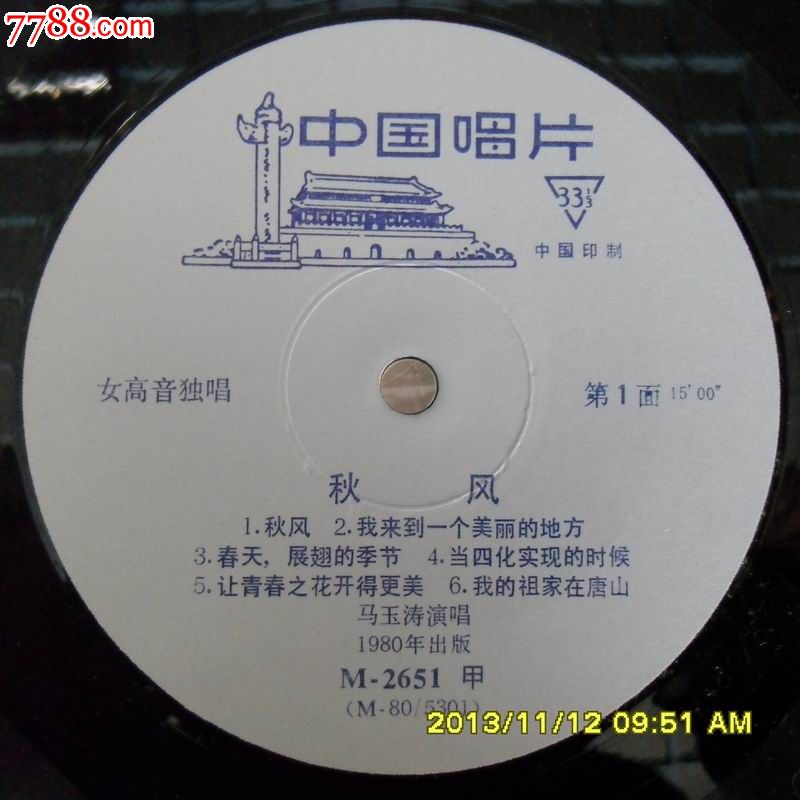 7788.com
中国唱片
33⅓
中国印制
女高音独唱
第1面 15′00″
秋 风
1.秋风 2.我来到一个美丽的地方
3.春天，展翅的季节 4.当四化实现的时候
5.让青春之花开得更美 6.我的祖家在唐山
马玉涛演唱
1980年出版
M-2651 甲
(M-80/5301)
2013/11/12 09:51 AM